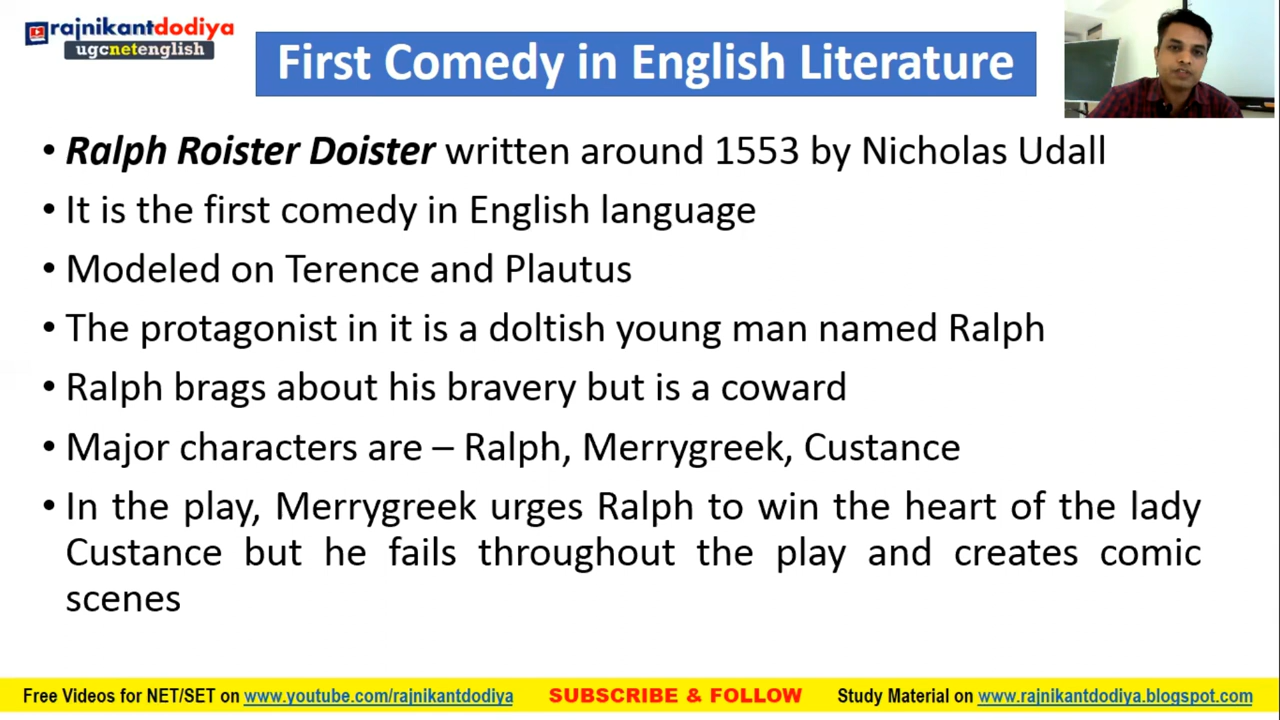 rajnikantdodiya
ugcnetenglish
First Comedy in English Literature
• Ralph Roister Doister written around 1553 by Nicholas Udall
• It is the first comedy in English language
• Modeled on Terence and Plautus
• The protagonist in it is a doltish young man named Ralph
• Ralph brags about his bravery but is a coward
• Major characters are – Ralph, Merrygreek, Custance
• In the play, Merrygreek urges Ralph to win the heart of the lady
Custance but he fails throughout the play and creates comic
scenes
Free Videos for NET/SET on www.youtube.com/rajnikantdodiya SUBSCRIBE & FOLLOW Study Material on www.rajnikantdodiya.blogspot.com